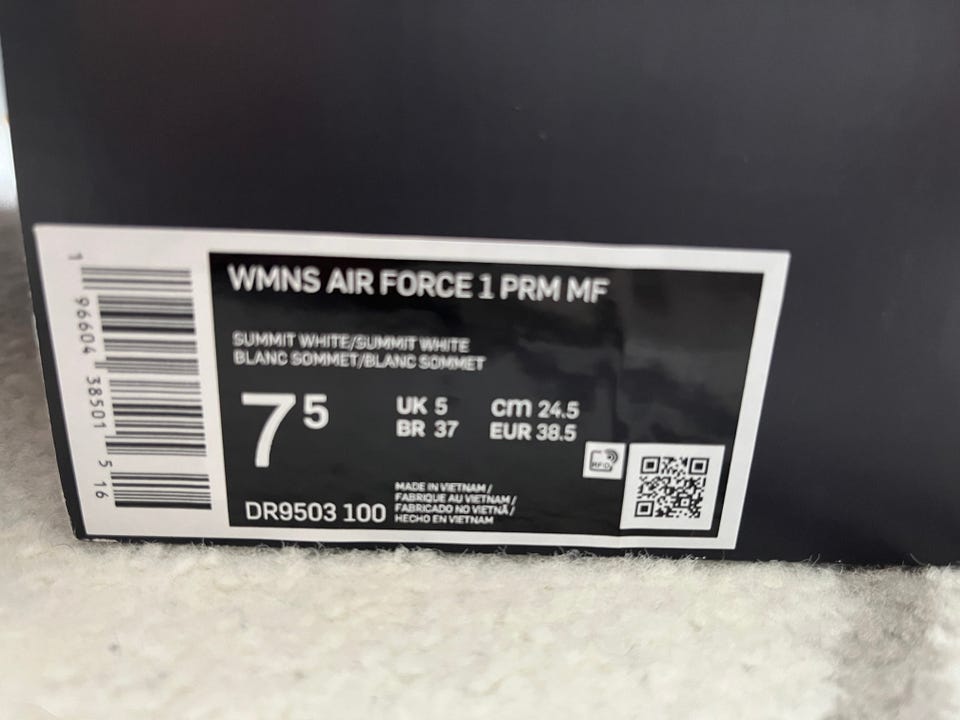 WMNS AIR FORCE 1 PRM MF
SUMMIT WHITE/SUMMIT WHITE
BLANC SOMMET/BLANC SOMMET
7 5
UK 5 cm 24.5
BR 37 EUR 38.5
RFID
DR9503 100
MADE IN VIETNAM /
FABRIQUE AU VIETNAM /
FABRICADO NO VIETNÃ /
HECHO EN VIETNAM
1 96604 38501 5 16